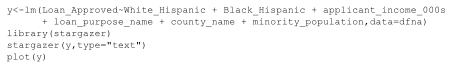 y<-lm(Loan_Approved~White_Hispanic + Black_Hispanic + applicant_income_000s
+ loan_purpose_name + county_name + minority_population,data=dfna)
library(stargazer)
stargazer(y,type="text")
plot(y)